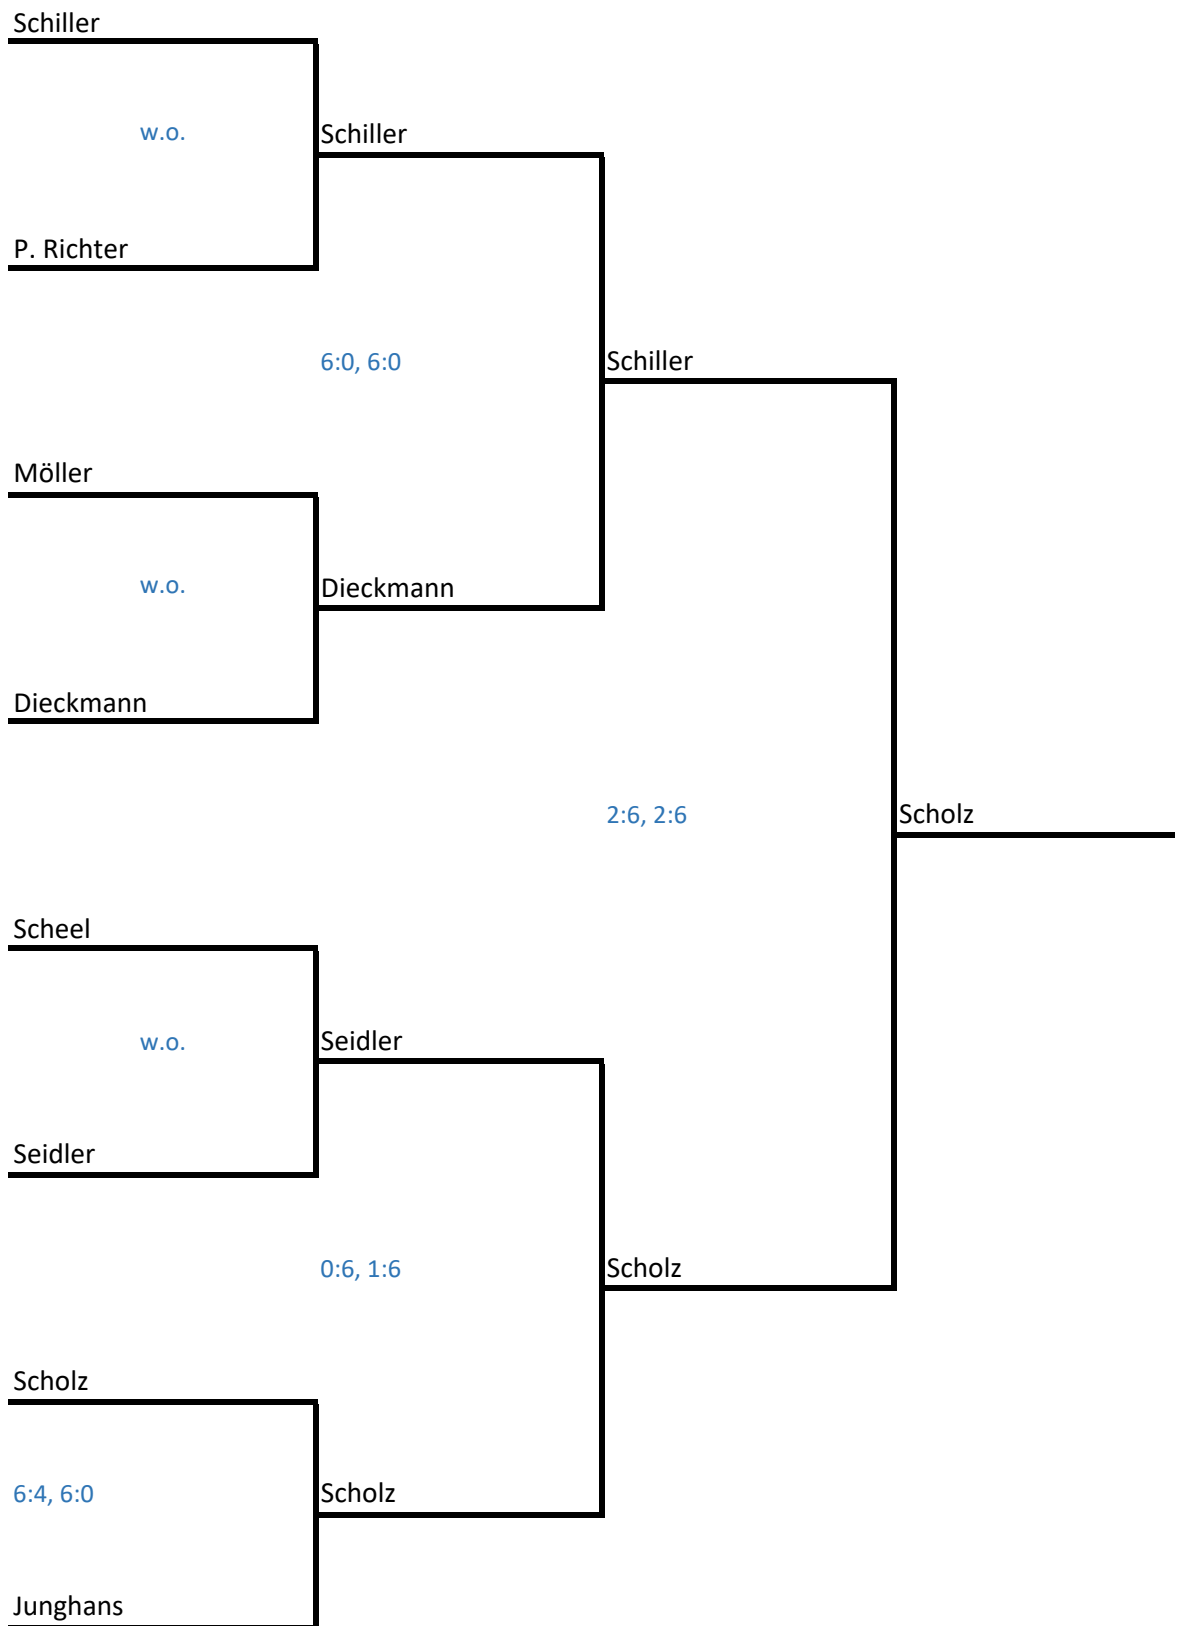 Schiller
w.o.
Schiller
P. Richter
6:0, 6:0
Schiller
Möller
w.o.
Dieckmann
Dieckmann
2:6, 2:6
Scholz
Scheel
w.o.
Seidler
Seidler
0:6, 1:6
Scholz
Scholz
6:4, 6:0
Scholz
Junghans